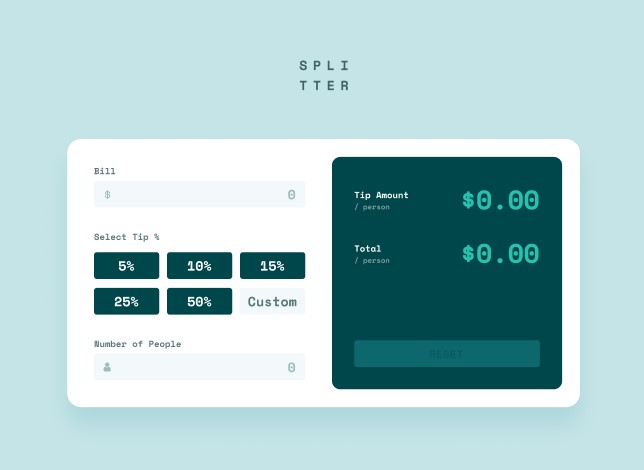 SPLI
TTER
Bill
$ 0
Select Tip %
5% 10% 15%
25% 50% Custom
Number of People
0
Tip Amount
/ person
$0.00
Total
/ person
$0.00
RESET